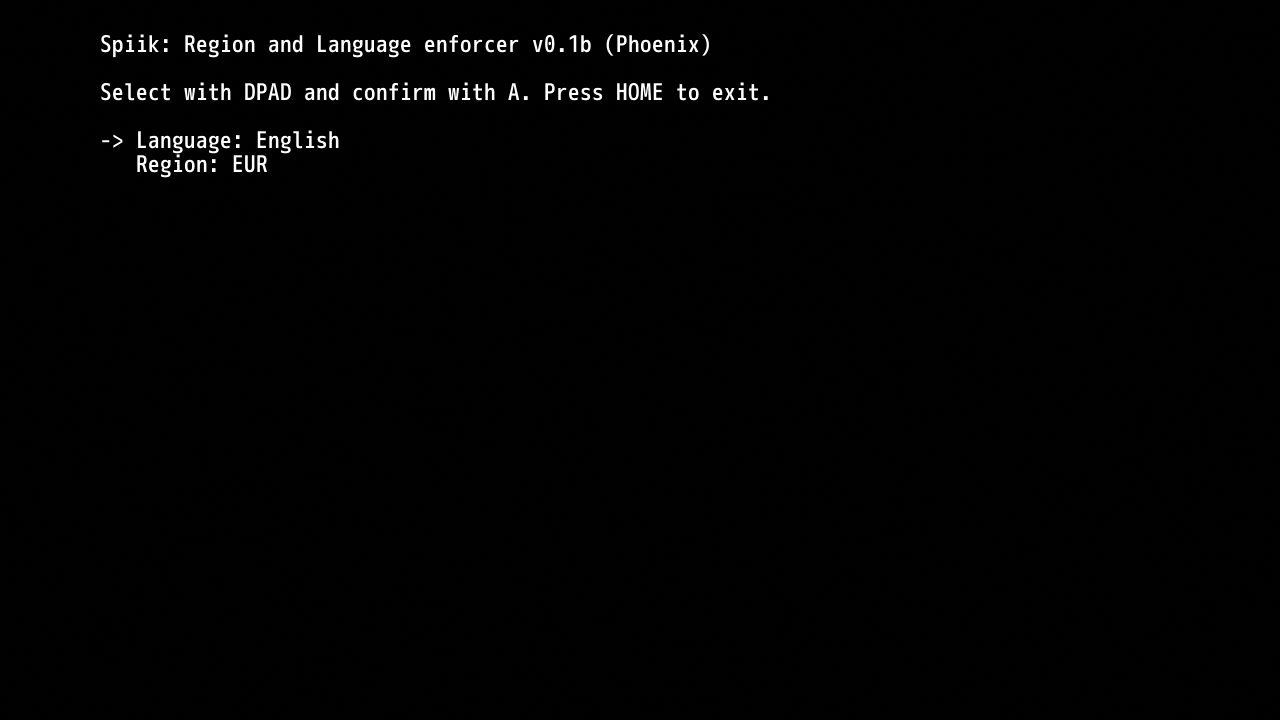 Spiik: Region and Language enforcer v0.1b (Phoenix)
Select with DPAD and confirm with A. Press HOME to exit.
-> Language: English
Region: EUR